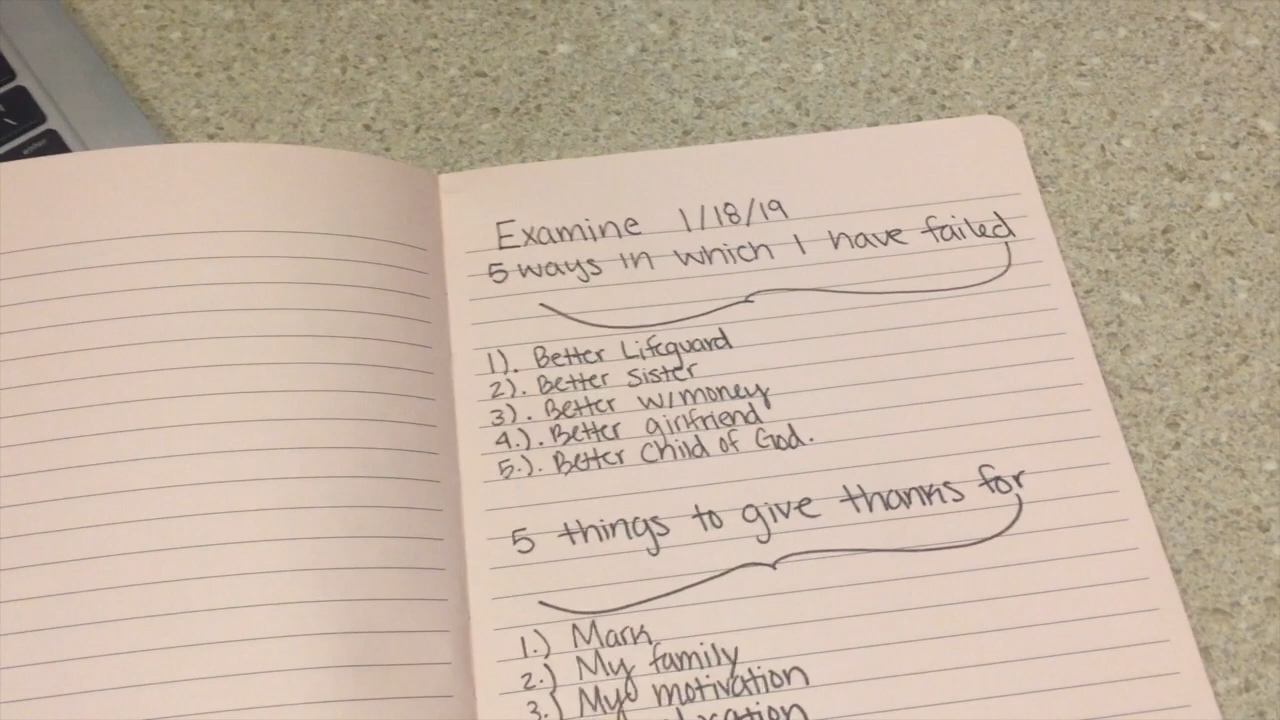 Examine 1/18/19
5 ways in which I have failed
1). Better Lifeguard
2). Better Sister
3). Better w/money
4.). Better girlfriend
5.). Better Child of God.
5 things to give thanks for
1.) Mark
2.) My family
3.) My motivation